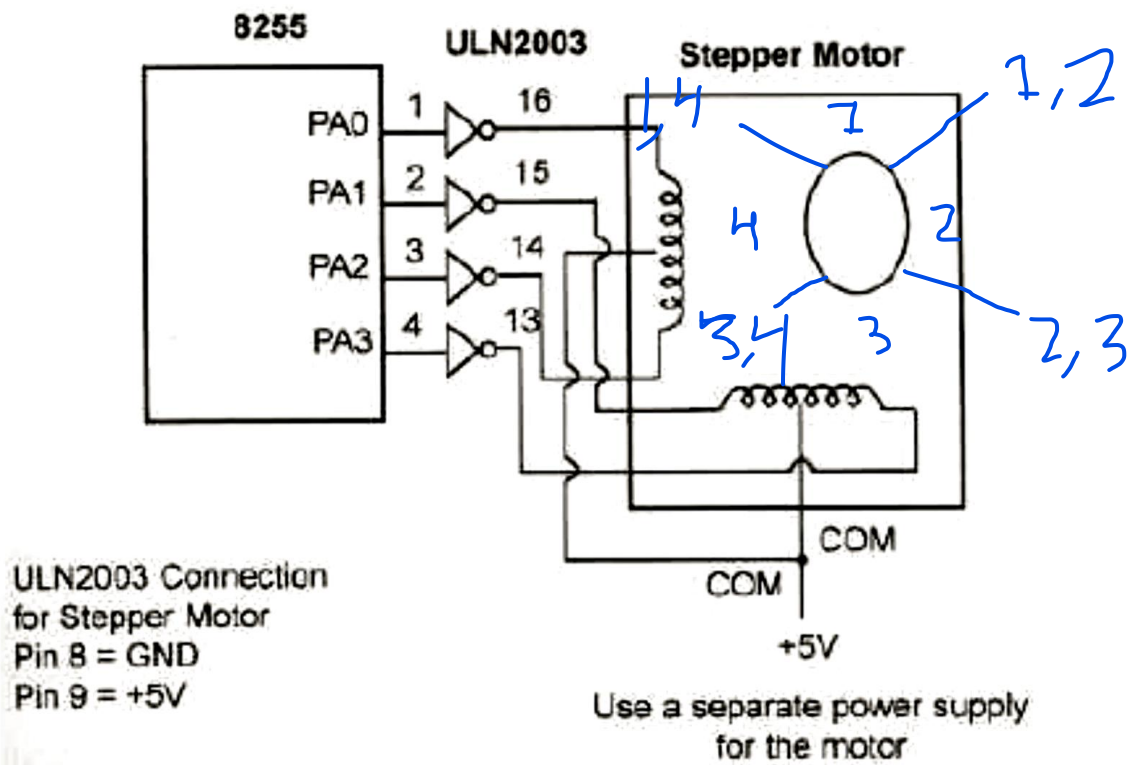 8255
ULN2003
Stepper Motor
1, 2
PA0 1 16
1, 4
1
PA1 2 15
4
2
PA2 3 14
PA3 4 13
3, 4
3
2, 3
COM
COM
+5V
ULN2003 Connection
for Stepper Motor
Pin 8 = GND
Pin 9 = +5V
Use a separate power supply
for the motor